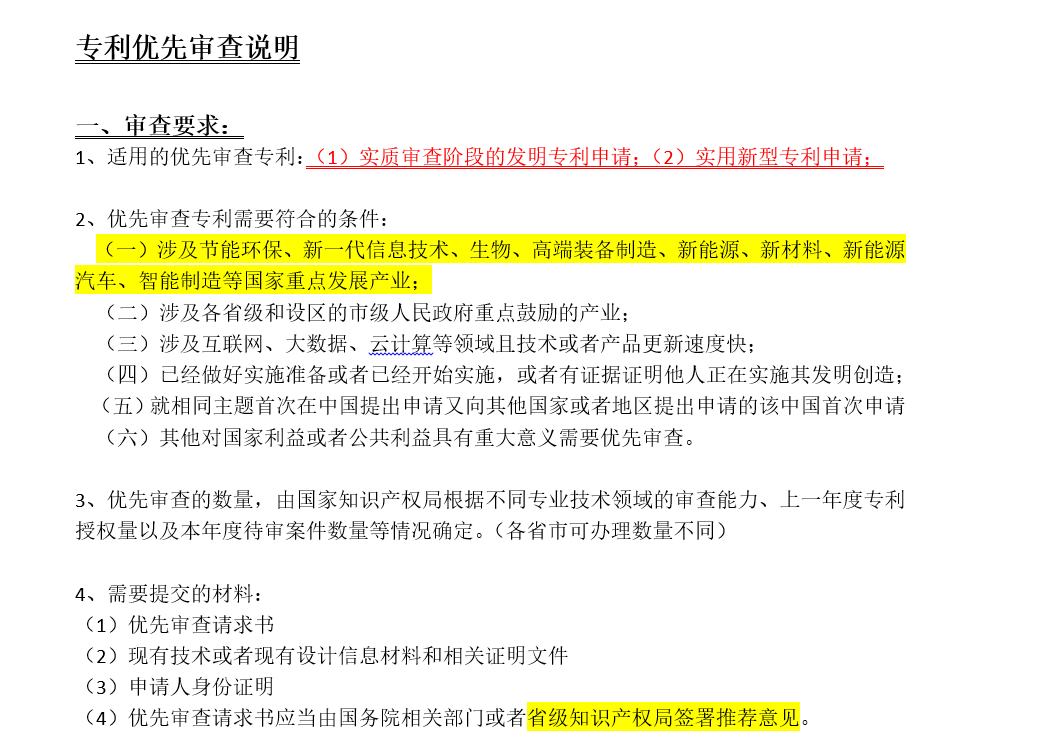 专利优先审查说明
一、审查要求：
1、适用的优先审查专利：（1）实质审查阶段的发明专利申请；（2）实用新型专利申请；
2、优先审查专利需要符合的条件：
（一）涉及节能环保、新一代信息技术、生物、高端装备制造、新能源、新材料、新能源
汽车、智能制造等国家重点发展产业；
（二）涉及各省级和设区的市级人民政府重点鼓励的产业；
（三）涉及互联网、大数据、云计算等领域且技术或者产品更新速度快；
（四）已经做好实施准备或者已经开始实施，或者有证据证明他人正在实施其发明创造；
（五）就相同主题首次在中国提出申请又向其他国家或者地区提出申请的该中国首次申请
（六）其他对国家利益或者公共利益具有重大意义需要优先审查。
3、优先审查的数量，由国家知识产权局根据不同专业技术领域的审查能力、上一年度专利
授权量以及本年度待审案件数量等情况确定。（各省市可办理数量不同）
4、需要提交的材料：
（1）优先审查请求书
（2）现有技术或者现有设计信息材料和相关证明文件
（3）申请人身份证明
（4）优先审查请求书应当由国务院相关部门或者省级知识产权局签署推荐意见。